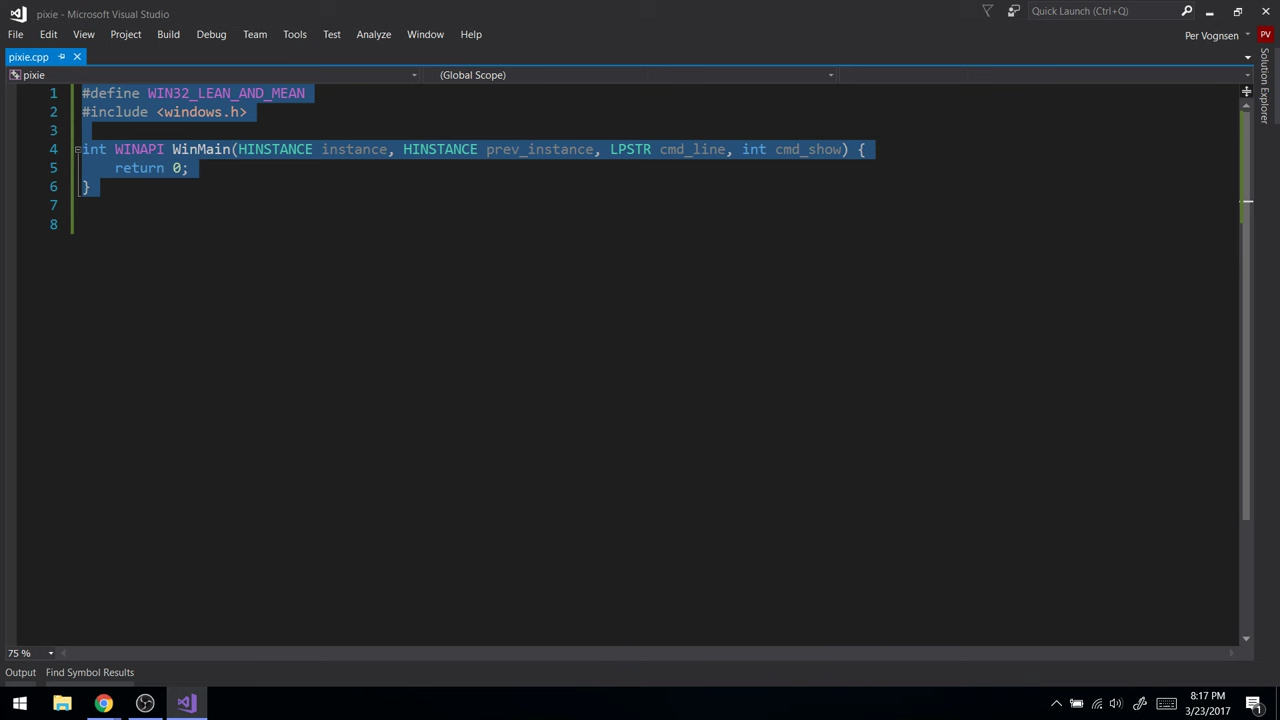 pixie - Microsoft Visual Studio
Quick Launch (Ctrl+Q)
File Edit View Project Build Debug Team Tools Test Analyze Window Help
Per Vognsen PV
pixie.cpp
pixie (Global Scope)
Solution Explorer
1 #define WIN32_LEAN_AND_MEAN
2 #include <windows.h>
3
4 int WINAPI WinMain(HINSTANCE instance, HINSTANCE prev_instance, LPSTR cmd_line, int cmd_show) {
5 return 0;
6 }
7
8
75 %
Output Find Symbol Results
8:17 PM
3/23/2017
1